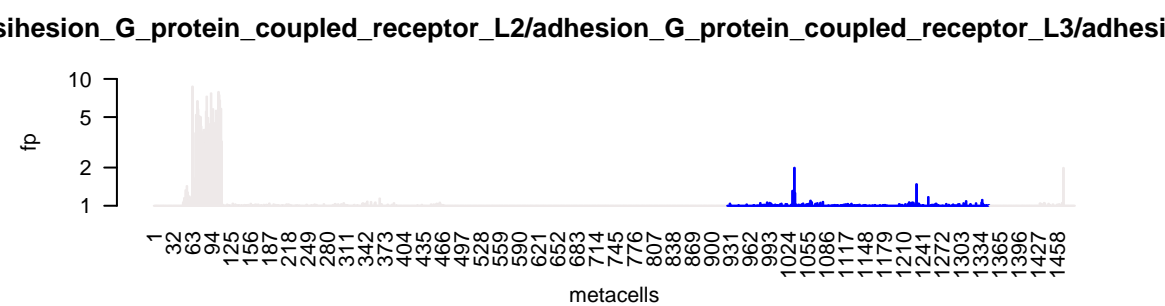 sihesion_G_protein_coupled_receptor_L2/adhesion_G_protein_coupled_receptor_L3/adhesi
10
5
2
1
fp
1 32 63 94 125 156 187 218 249 280 311 342 373 404 435 466 497 528 559 590 621 652 683 714 745 776 807 838 869 900 931 962 993 1024 1055 1086 1117 1148 1179 1210 1241 1272 1303 1334 1365 1396 1427 1458
metacells